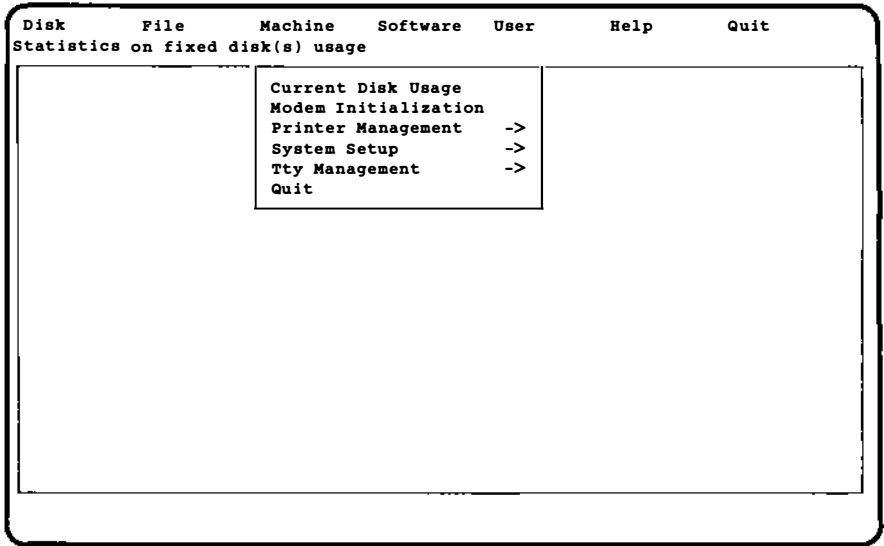 Disk File Machine Software User Help Quit
Statistics on fixed disk(s) usage
Current Disk Usage
Modem Initialization
Printer Management ->
System Setup ->
Tty Management ->
Quit